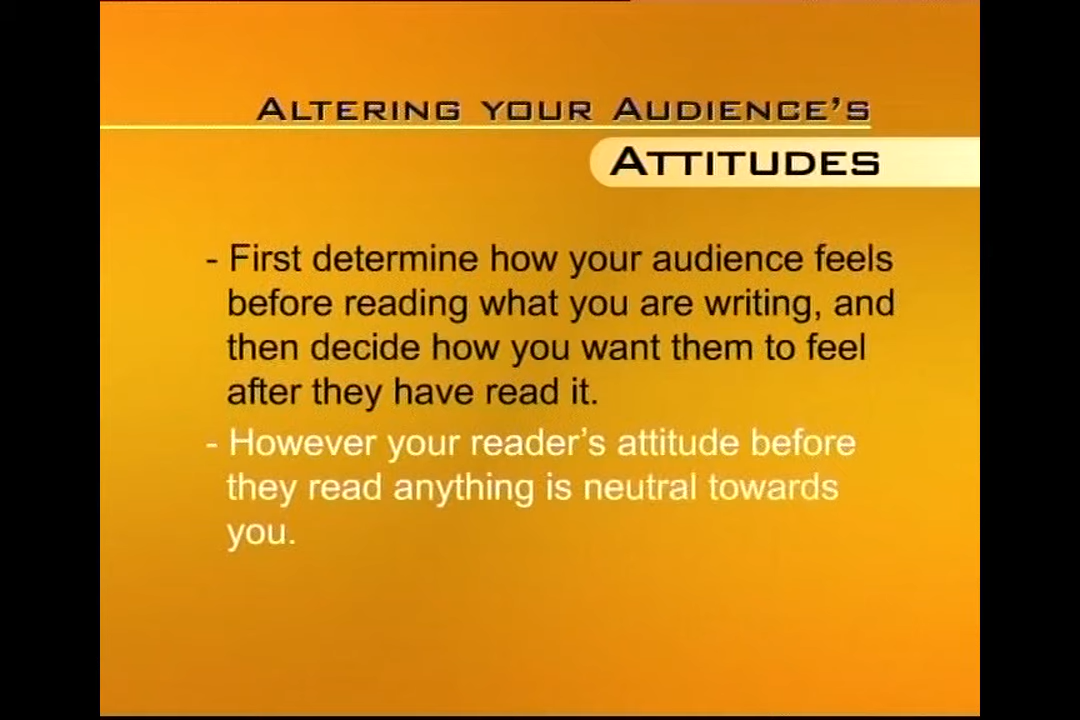 ALTERING YOUR AUDIENCE'S
ATTITUDES
- First determine how your audience feels
before reading what you are writing, and
then decide how you want them to feel
after they have read it.
- However your reader's attitude before
they read anything is neutral towards
you.